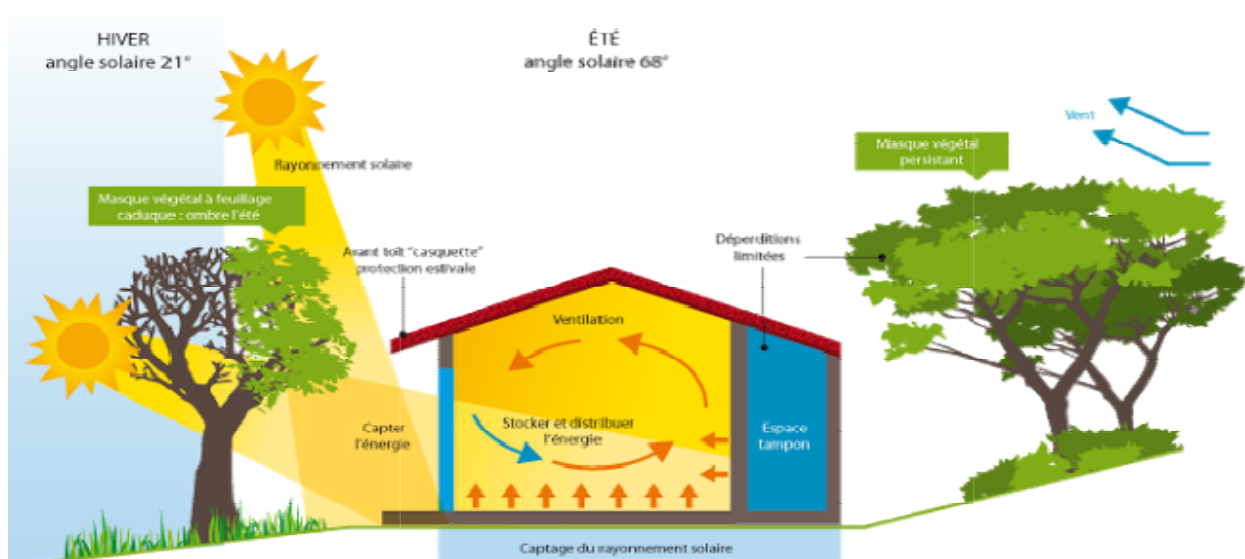 HIVER
angle solaire 21°
ÉTÉ
angle solaire 68°
Rayonnement solaire
Masque végétal à feuillage
caduque : ombre l'été
Avant toit "casquette"
protection estivale
Déperditions
limitées
Masque végétal
persistant
Vent
Ventilation
Capter
l'énergie
Stocker et distribuer
l'énergie
Espace
tampon
Captage du rayonnement solaire